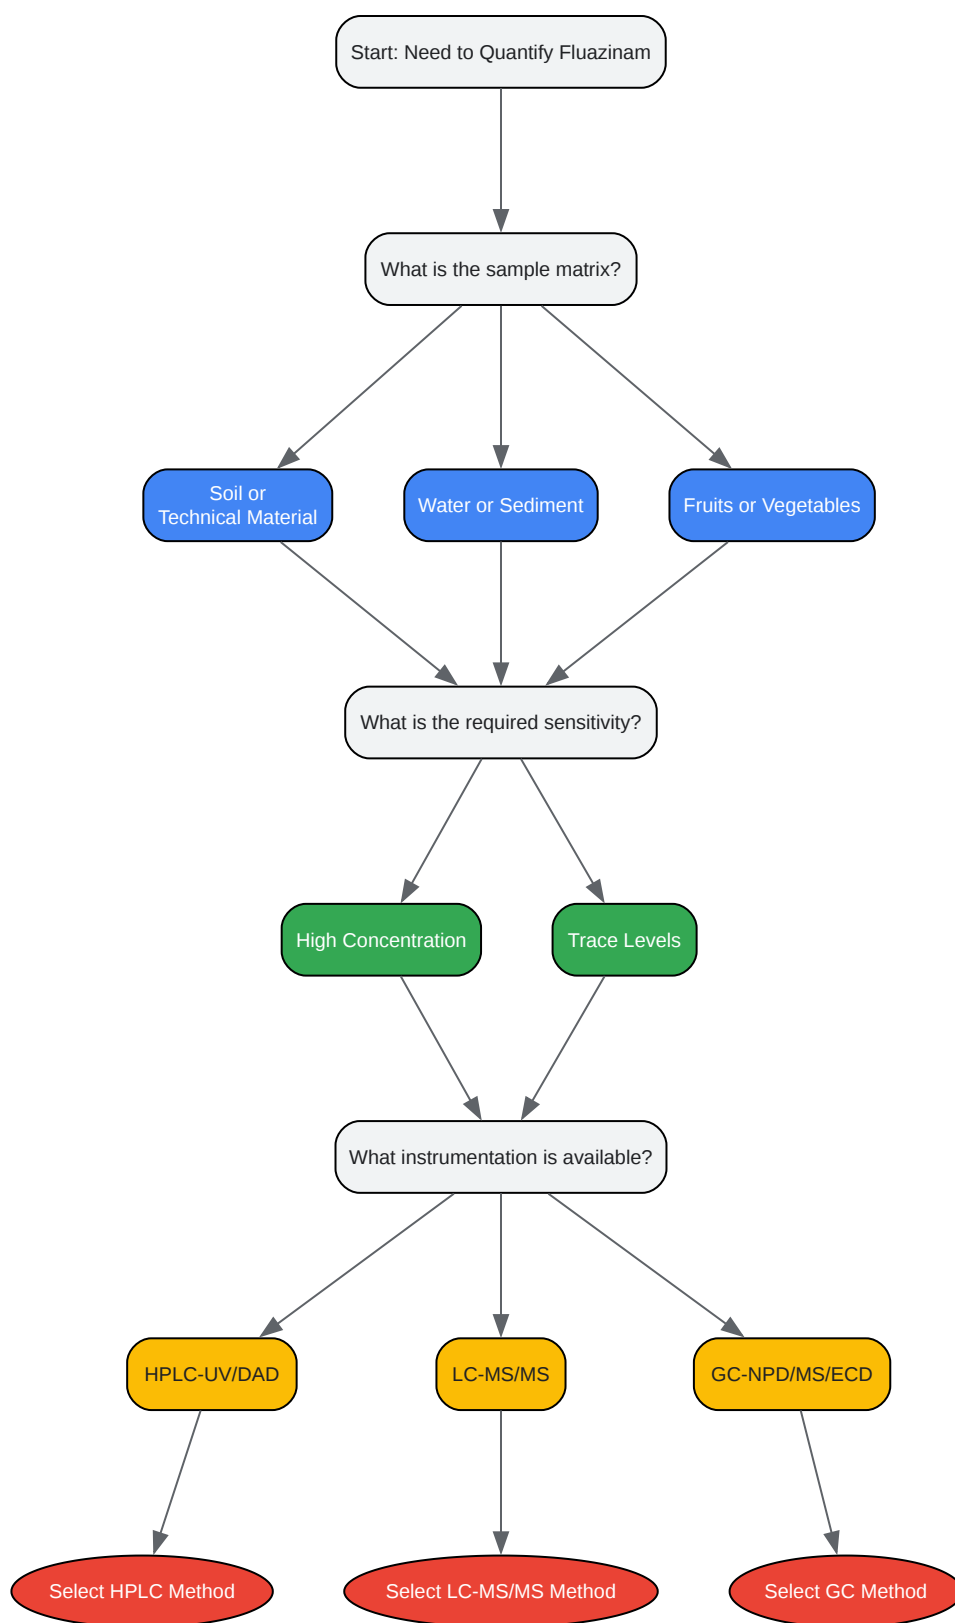 Start: Need to Quantify Fluazinam
What is the sample matrix?
Soil or
Technical Material
Water or Sediment
Fruits or Vegetables
What is the required sensitivity?
High Concentration
Trace Levels
What instrumentation is available?
HPLC-UV/DAD
LC-MS/MS
GC-NPD/MS/ECD
Select HPLC Method
Select LC-MS/MS Method
Select GC Method